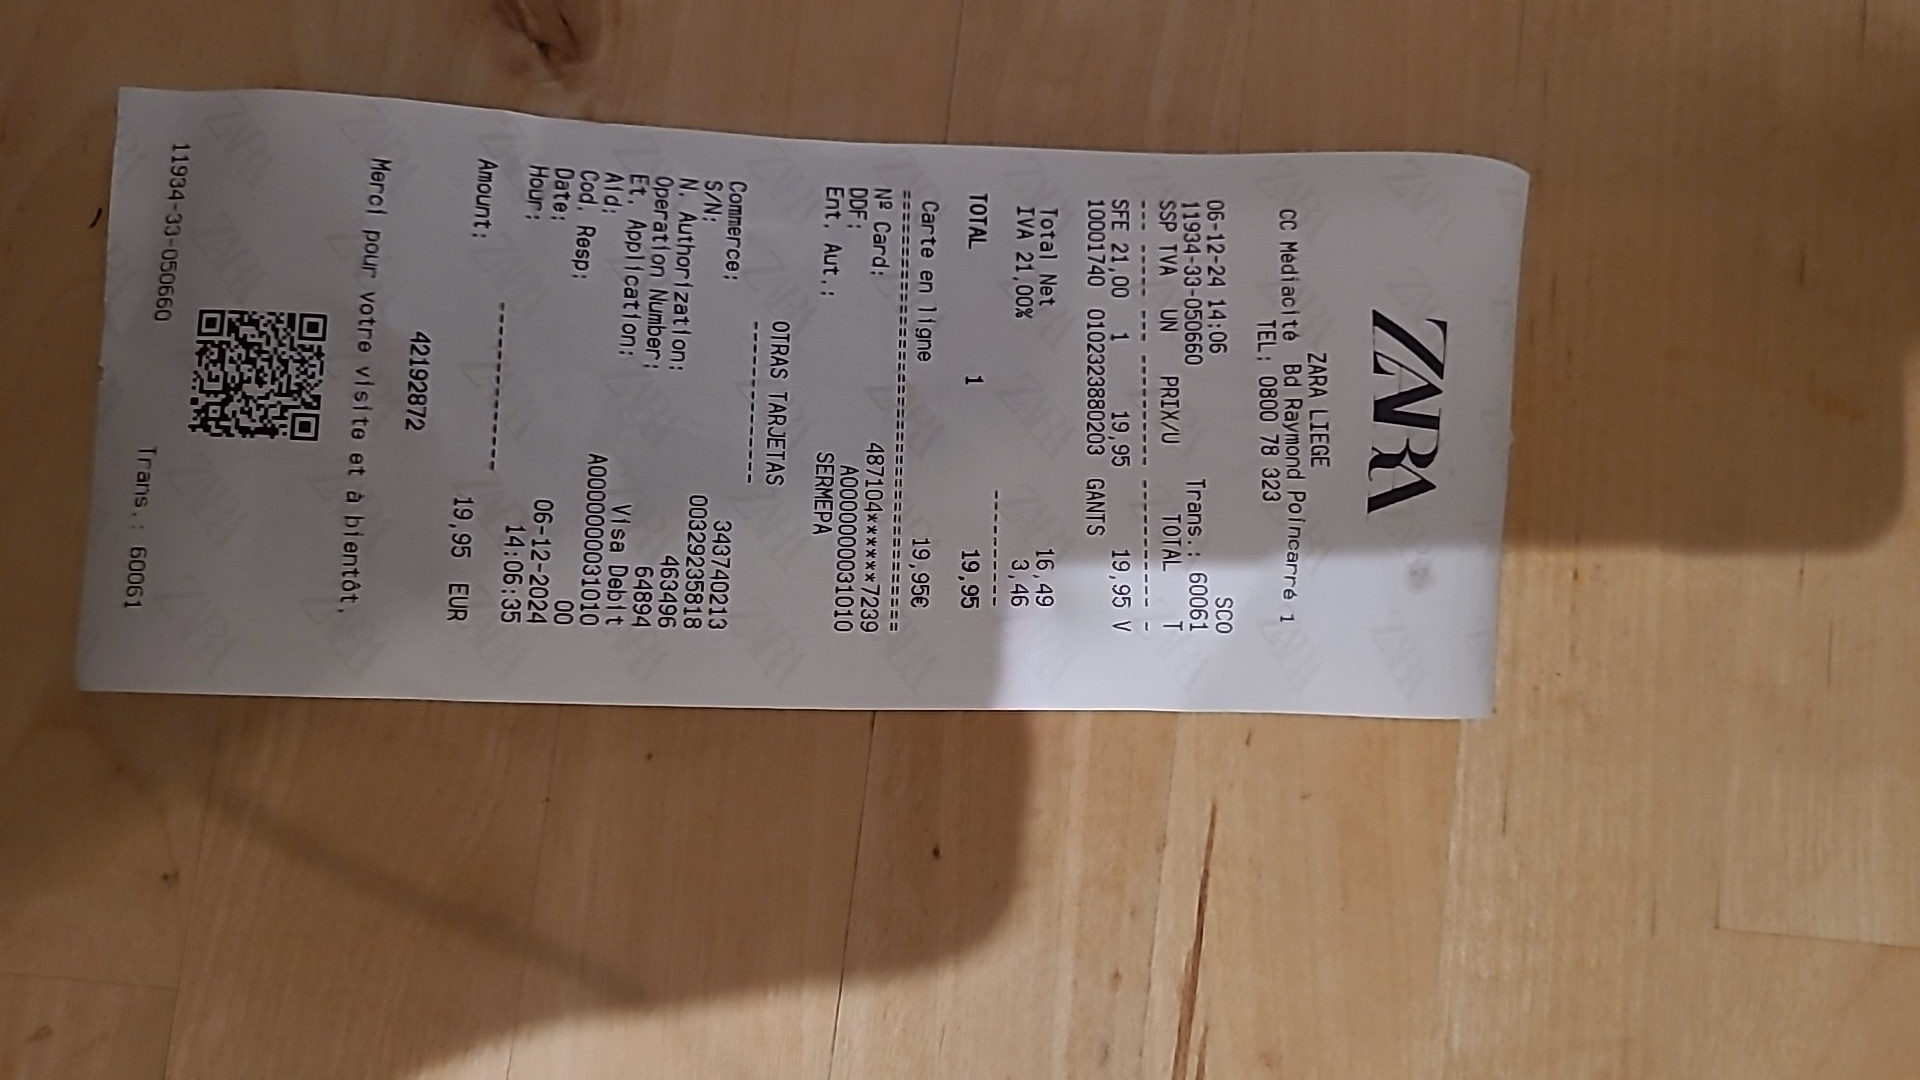 ZARA
ZARA LIEGE
CC Médiacité Bd Raymond Poincarré 1
TEL: 0800 78 323
SCO
06-12-24 14:06
11934-33-050660 Trans.: 60061
SSP TVA UN PRIX/U TOTAL T
SFE 21,00 1 19,95 19,95 V
10001740 01023238800203 GANTS
Total Net 16,49
IVA 21,00% 3,46
TOTAL 1 19,95
Carte en ligne 19,95€
Nº Card: 487104******7239
DDF: A0000000031010
Ent. Aut.: SERMEPA
OTRAS TARJETAS
Commerce: 343740213
S/N: 00329235818
N. Authorization: 463496
Operation Number: 64894
Et. Application: Visa Debit
Aid: A0000000031010
Cod. Resp: 00
Date: 06-12-2024
Hour: 14:06:35
Amount: 19,95 EUR
42192872
Merci pour votre visite et à bientôt.
11934-33-050660 Trans.: 60061